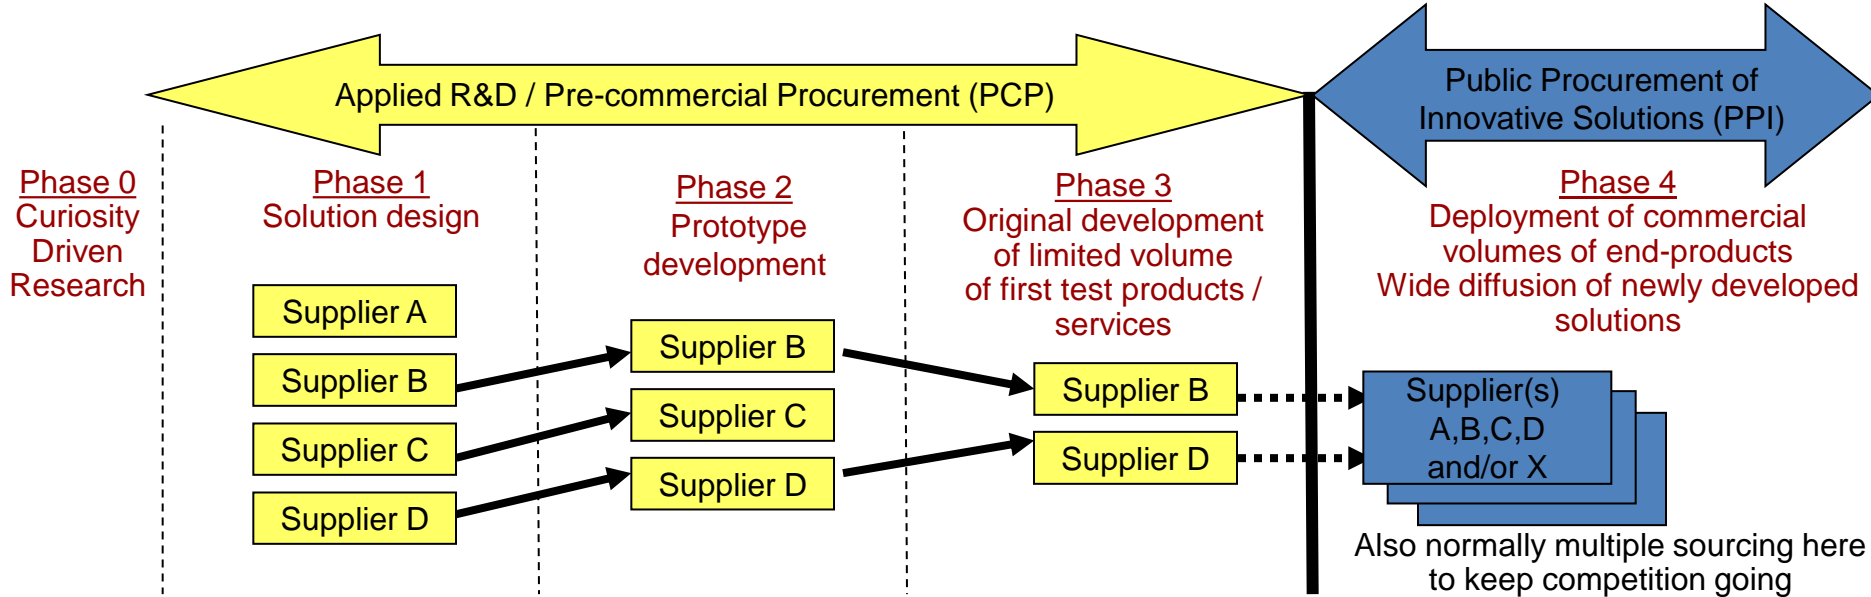 Applied R&D / Pre-commercial Procurement (PCP)
Public Procurement of
Innovative Solutions (PPI)
Phase 0
Curiosity
Driven
Research
Phase 1
Solution design
Supplier A
Supplier B
Supplier C
Supplier D
Phase 2
Prototype
development
Supplier B
Supplier C
Supplier D
Phase 3
Original development
of limited volume
of first test products /
services
Supplier B
Supplier D
Phase 4
Deployment of commercial
volumes of end-products
Wide diffusion of newly developed
solutions
Supplier(s)
A,B,C,D
and/or X
Also normally multiple sourcing here
to keep competition going